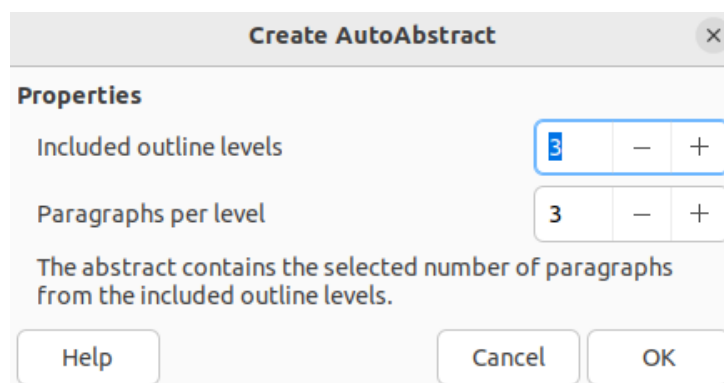 Create AutoAbstract
Properties
Included outline levels 3
Paragraphs per level 3
The abstract contains the selected number of paragraphs
from the included outline levels.
Help Cancel OK